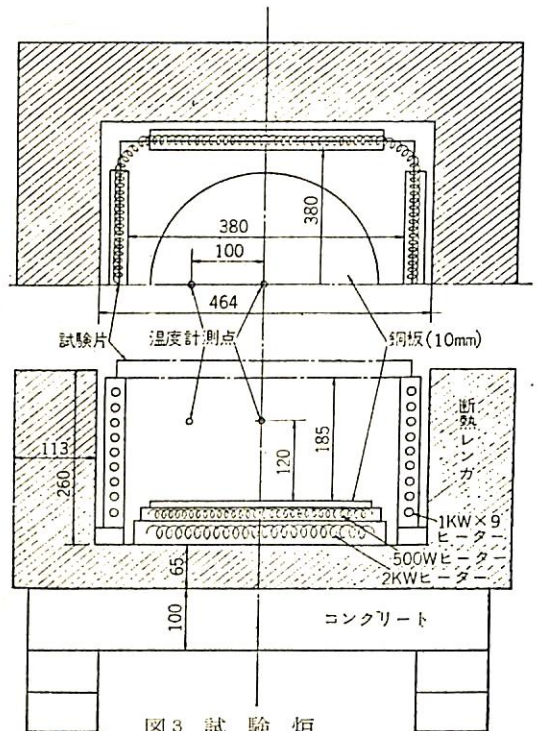 380
380
100
464
試験片
温度計測点
銅板(10mm)
断熱レンガ
113
260
120
185
1KW×9
ヒーター
500Wヒーター
2KWヒーター
65
100
コンクリート
図3 試験炉